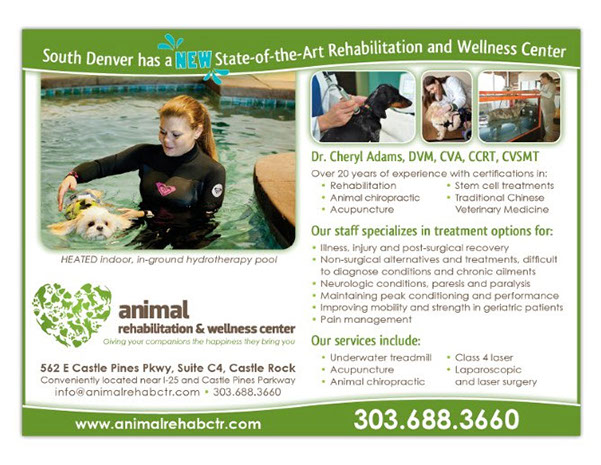 South Denver has a NEW State-of-the-Art Rehabilitation and Wellness Center
HEATED indoor, in-ground hydrotherapy pool
animal
rehabilitation & wellness center
Giving your companions the happiness they bring you
562 E Castle Pines Pkwy, Suite C4, Castle Rock
Conveniently located near I-25 and Castle Pines Parkway
info@animalrehabctr.com • 303.688.3660
Dr. Cheryl Adams, DVM, CVA, CCRT, CVSMT
Over 20 years of experience with certifications in:
• Rehabilitation
• Animal chiropractic
• Acupuncture
• Stem cell treatments
• Traditional Chinese
Veterinary Medicine
Our staff specializes in treatment options for:
• Illness, injury and post-surgical recovery
• Non-surgical alternatives and treatments, difficult
to diagnose conditions and chronic ailments
• Neurologic conditions, paresis and paralysis
• Maintaining peak conditioning and performance
• Improving mobility and strength in geriatric patients
• Pain management
Our services include:
• Underwater treadmill
• Acupuncture
• Animal chiropractic
• Class 4 laser
• Laparoscopic
and laser surgery
www.animalrehabctr.com
303.688.3660